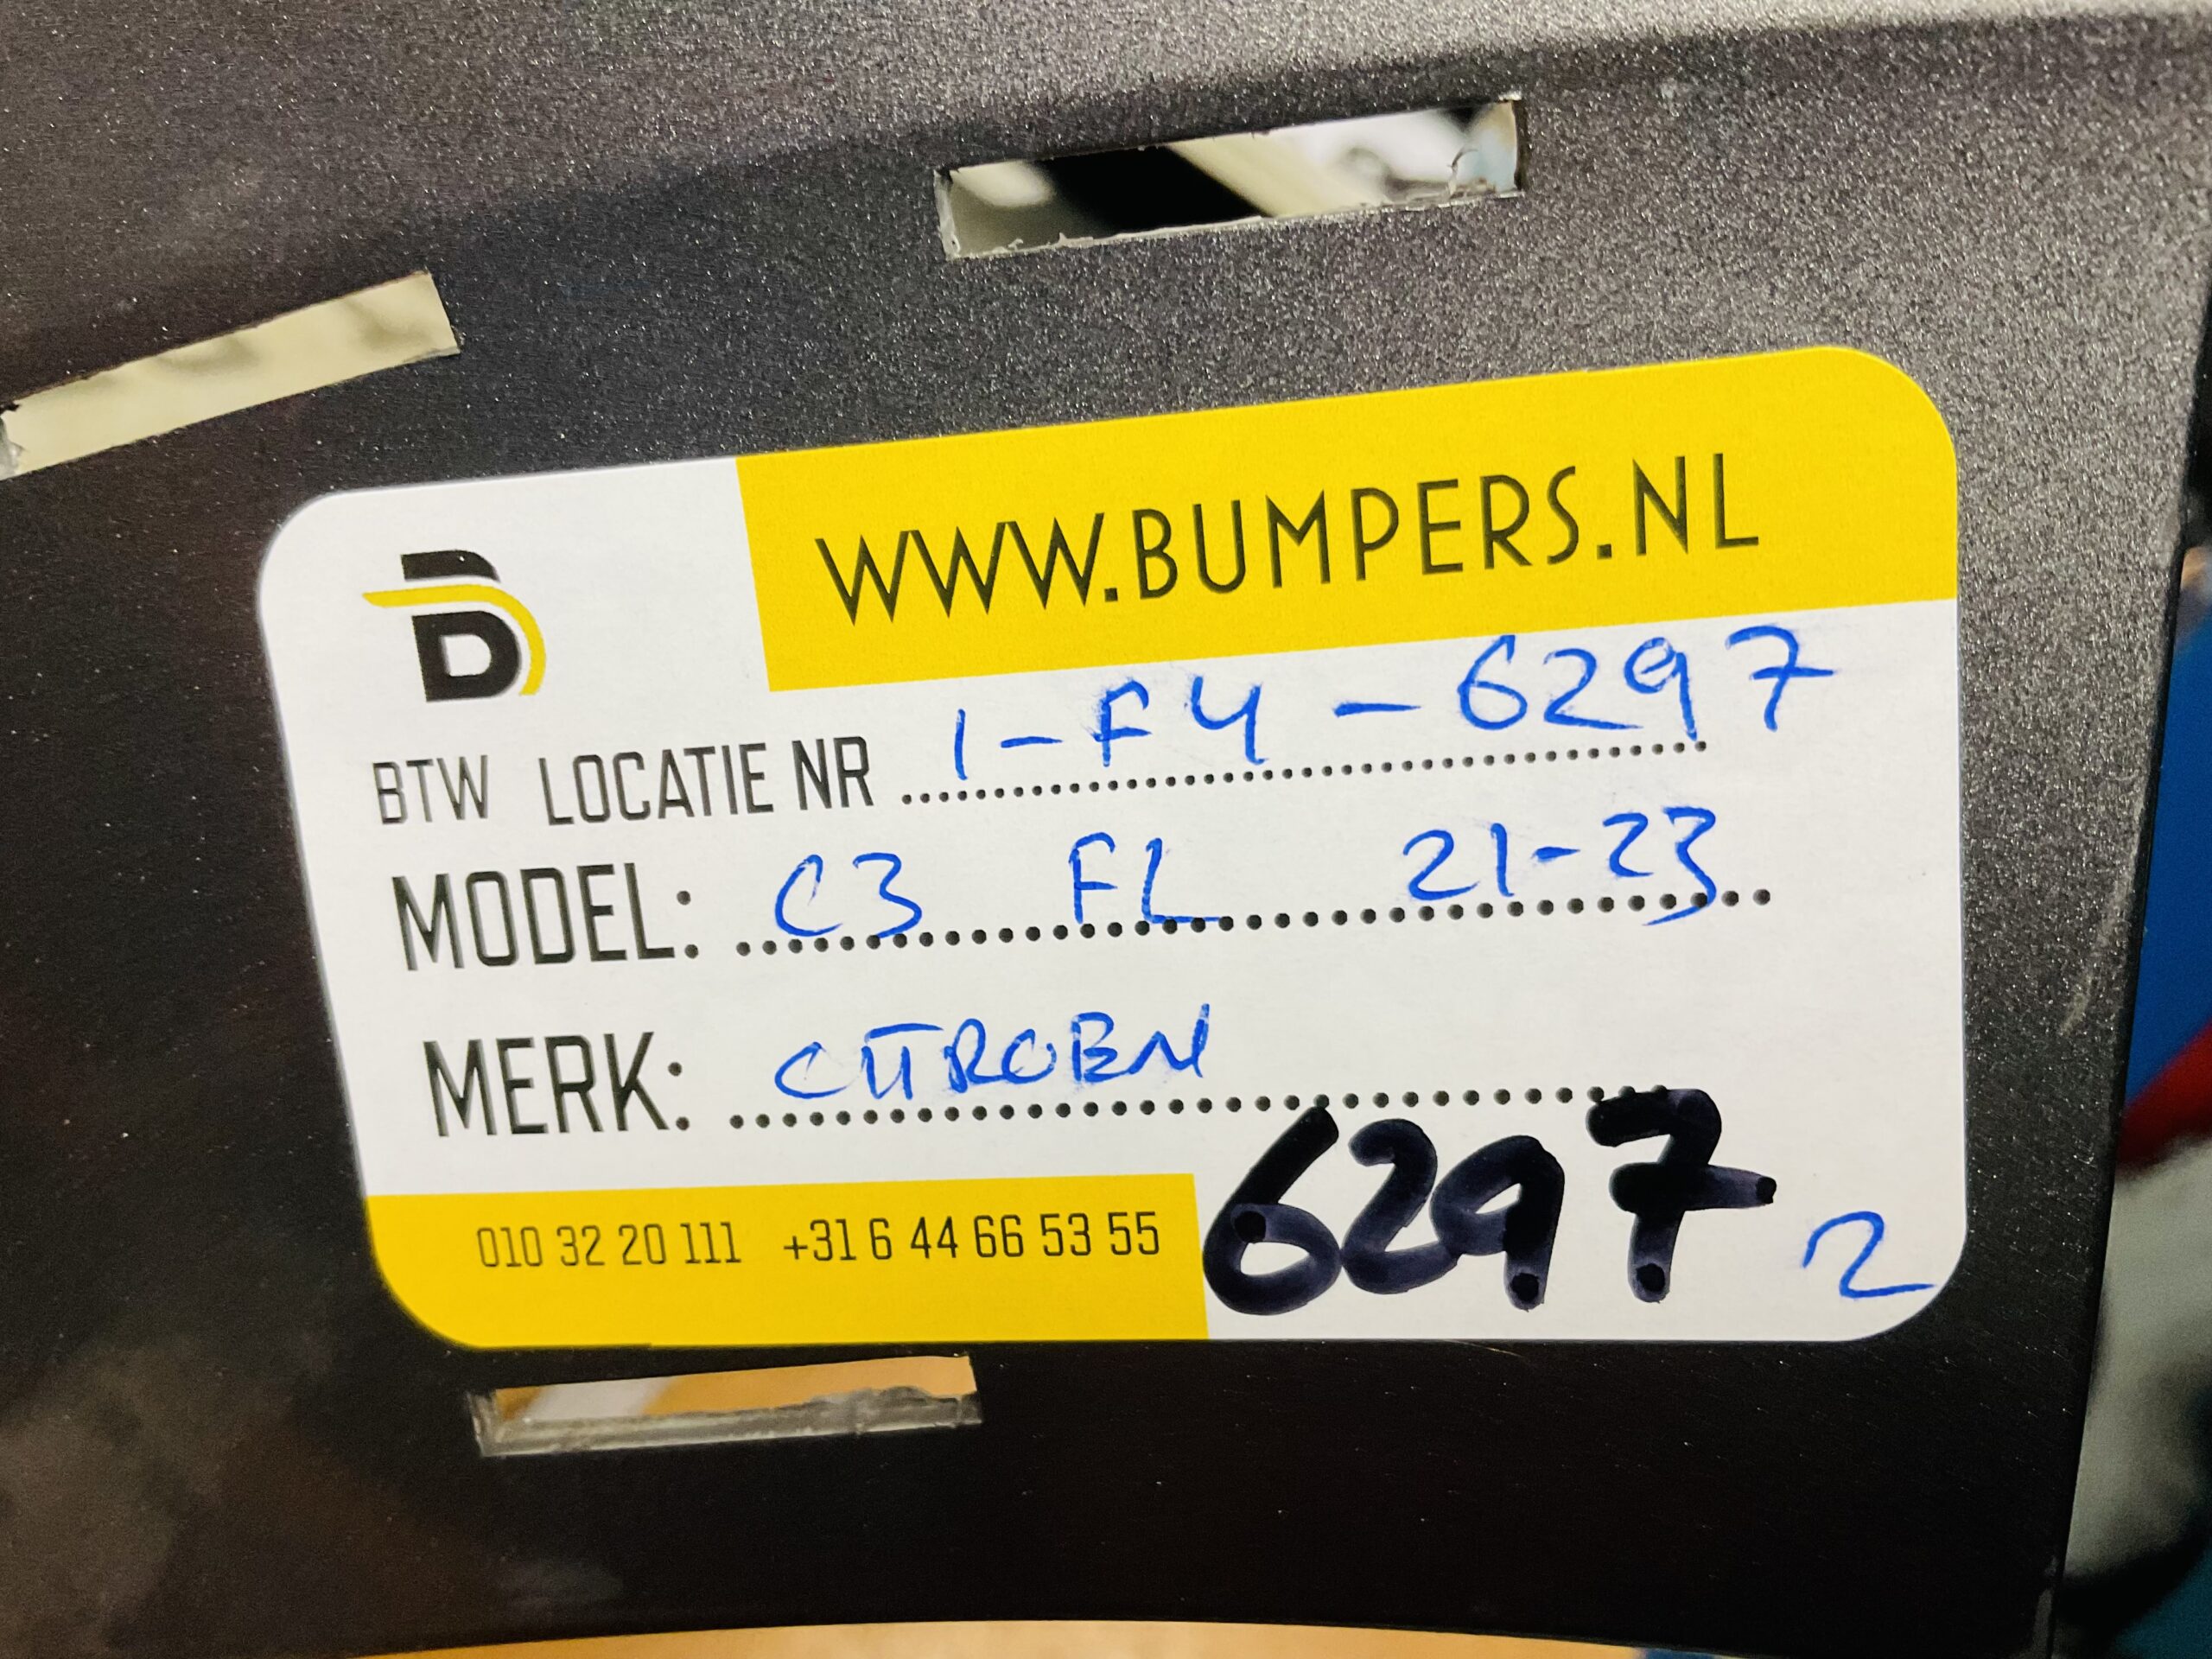 WWW.BUMPERS.NL
B
BTW LOCATIE NR 1-F4-6297
MODEL: C3 FL 21-23
MERK: CITROEN
010 32 20 111 +31 6 44 66 53 55 6297 2